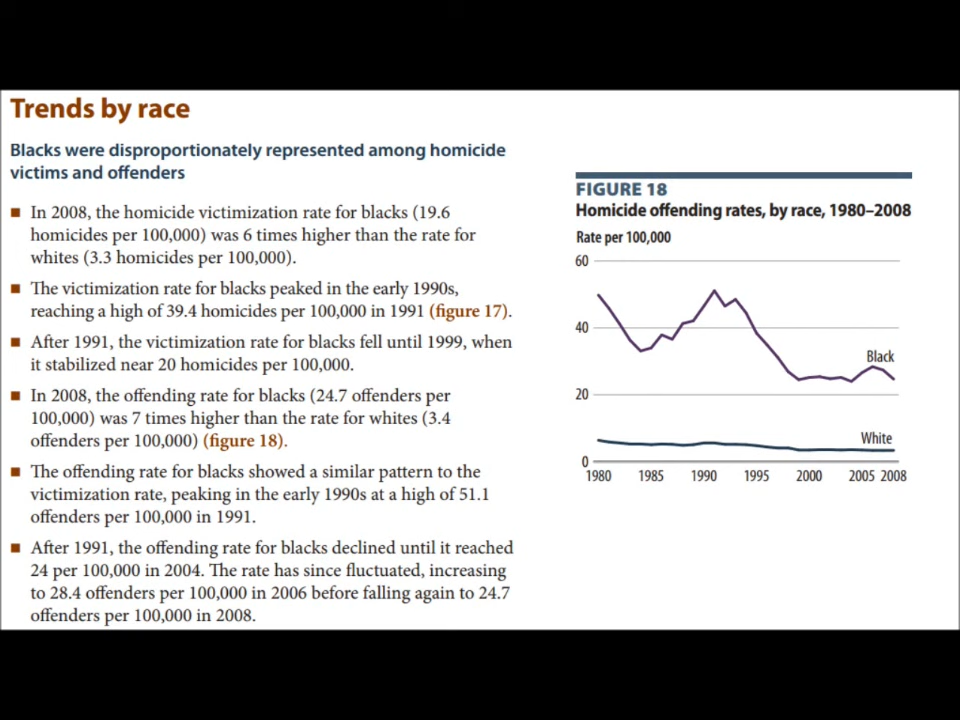 Trends by race
Blacks were disproportionately represented among homicide
victims and offenders
■ In 2008, the homicide victimization rate for blacks (19.6
homicides per 100,000) was 6 times higher than the rate for
whites (3.3 homicides per 100,000).
■ The victimization rate for blacks peaked in the early 1990s,
reaching a high of 39.4 homicides per 100,000 in 1991 (figure 17).
■ After 1991, the victimization rate for blacks fell until 1999, when
it stabilized near 20 homicides per 100,000.
■ In 2008, the offending rate for blacks (24.7 offenders per
100,000) was 7 times higher than the rate for whites (3.4
offenders per 100,000) (figure 18).
■ The offending rate for blacks showed a similar pattern to the
victimization rate, peaking in the early 1990s at a high of 51.1
offenders per 100,000 in 1991.
■ After 1991, the offending rate for blacks declined until it reached
24 per 100,000 in 2004. The rate has since fluctuated, increasing
to 28.4 offenders per 100,000 in 2006 before falling again to 24.7
offenders per 100,000 in 2008.
FIGURE 18
Homicide offending rates, by race, 1980–2008
Rate per 100,000
60
40
Black
20
White
0
1980 1985 1990 1995 2000 2005 2008